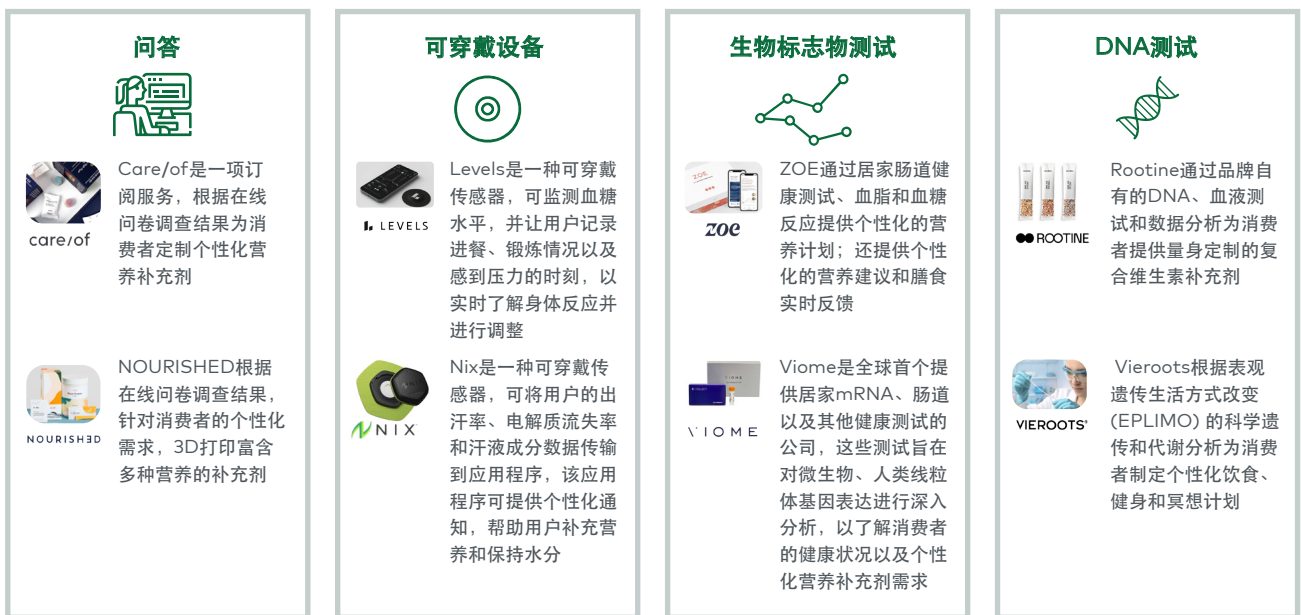 问答
care/of
Care/of是一项订
阅服务，根据在线
问卷调查结果为消
费者定制个性化营
养补充剂
NOURISHED
NOURISHED根据
在线问卷调查结果，
针对消费者的个性化
需求，3D打印富含
多种营养的补充剂
可穿戴设备
LEVELS
Levels是一种可穿戴
传感器，可监测血糖
水平，并让用户记录
进餐、锻炼情况以及
感到压力的时刻，以
实时了解身体反应并
进行调整
NIX
Nix是一种可穿戴传
感器，可将用户的出
汗率、电解质流失率
和汗液成分数据传输
到应用程序，该应用
程序可提供个性化通
知，帮助用户补充营
养和保持水分
生物标志物测试
ZOE
zoe
ZOE通过居家肠道健
康测试、血脂和血糖
反应提供个性化的营
养计划；还提供个性
化的营养建议和膳食
实时反馈
VIOME
VIOME
Viome是全球首个提
供居家mRNA、肠道
以及其他健康测试的
公司，这些测试旨在
对微生物、人类线粒
体基因表达进行深入
分析，以了解消费者
的健康状况以及个性
化营养补充剂需求
DNA测试
ROOTINE
Rootine通过品牌自
有的DNA、血液测
试和数据分析为消费
者提供量身定制的复
合维生素补充剂
VIEROOTS®
Vieroots根据表观
遗传生活方式改变
(EPLIMO) 的科学遗
传和代谢分析为消费
者制定个性化饮食、
健身和冥想计划